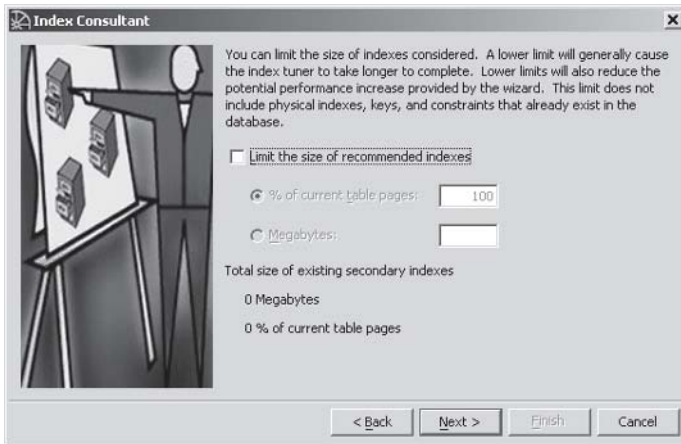 Index Consultant
You can limit the size of indexes considered. A lower limit will generally cause
the index tuner to take longer to complete. Lower limits will also reduce the
potential performance increase provided by the wizard. This limit does not
include physical indexes, keys, and constraints that already exist in the
database.
Limit the size of recommended indexes
% of current table pages: 100
Megabytes:
Total size of existing secondary indexes
0 Megabytes
0 % of current table pages
< Back Next > Finish Cancel